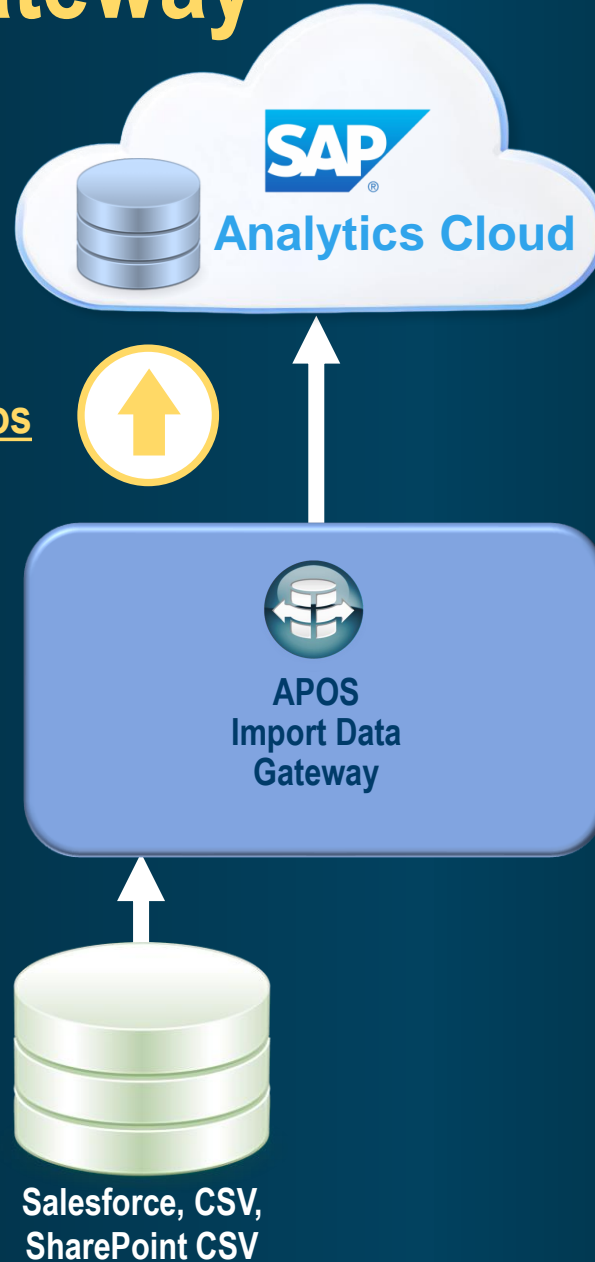 SAP
®
Analytics Cloud
APOS
Import Data
Gateway
Salesforce, CSV,
SharePoint CSV